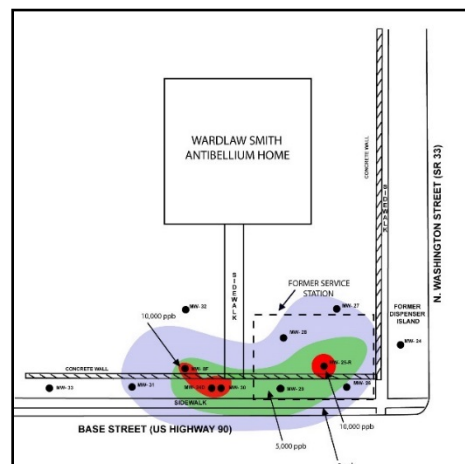 WARDLAW SMITH
ANTIBELLIUM HOME
CONCRETE WALL
SIDEWALK
N. WASHINGTON STREET (SR 33)
SIDEWALK
FORMER SERVICE
STATION
MW-32
MW-27
FORMER
DISPENSER
ISLAND
MW-24
10,000 ppb
MW-28
CONCRETE WALL
MW-25-R
MW-33
MW-31
MW-30
MW-23
SIDEWALK
BASE STREET (US HIGHWAY 90)
5,000 ppb
10,000 ppb